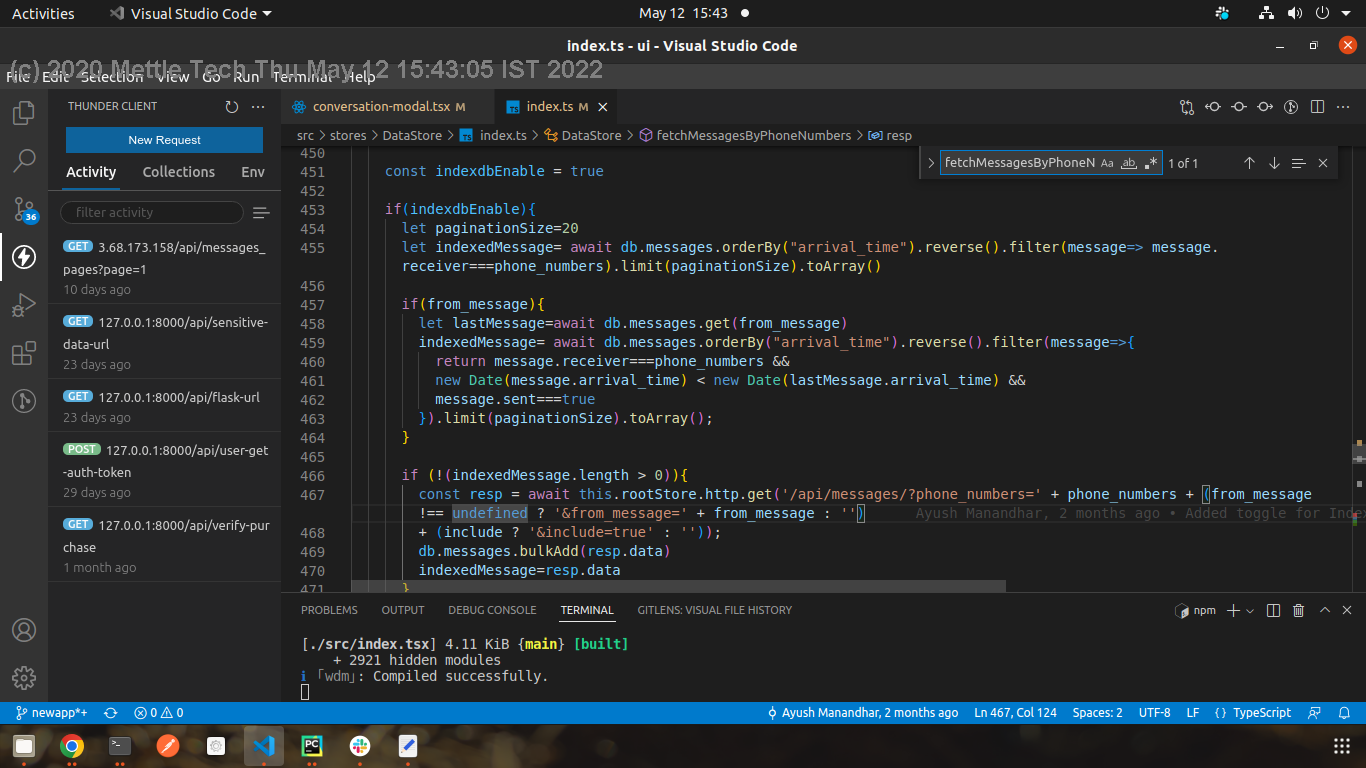 Activities Visual Studio Code May 12 15:43
index.ts - ui - Visual Studio Code
File Edit Selection View Go Run Terminal Help
(c) 2020 Mettle Tech Thu May 12 15:43:05 IST 2022
THUNDER CLIENT
New Request
Activity Collections Env
filter activity
GET 3.68.173.158/api/messages_
pages?page=1
10 days ago
GET 127.0.0.1:8000/api/sensitive-
data-url
23 days ago
GET 127.0.0.1:8000/api/flask-url
23 days ago
POST 127.0.0.1:8000/api/user-get
-auth-token
29 days ago
GET 127.0.0.1:8000/api/verify-pur
chase
1 month ago
36
conversation-modal.tsx M index.ts M
src > stores > DataStore > index.ts > DataStore > fetchMessagesByPhoneNumbers > resp
fetchMessagesByPhoneN Aa ab 1 of 1
450
451 const indexdbEnable = true
452
453 if(indexdbEnable){
454 let paginationSize=20
455 let indexedMessage= await db.messages.orderBy("arrival_time").reverse().filter(message=> message.
receiver===phone_numbers).limit(paginationSize).toArray()
456
457 if(from_message){
458 let lastMessage=await db.messages.get(from_message)
459 indexedMessage= await db.messages.orderBy("arrival_time").reverse().filter(message=>{
460 return message.receiver===phone_numbers &&
461 new Date(message.arrival_time) < new Date(lastMessage.arrival_time) &&
462 message.sent===true
463 }).limit(paginationSize).toArray();
464 }
465
466 if (!(indexedMessage.length > 0)){
467 const resp = await this.rootStore.http.get('/api/messages/?phone_numbers=' + phone_numbers + (from_message
!== undefined ? '&from_message=' + from_message : '') Ayush Manandhar, 2 months ago • Added toggle for Inde
468 + (include ? '&include=true' : ''));
469 db.messages.bulkAdd(resp.data)
470 indexedMessage=resp.data
471 }
PROBLEMS OUTPUT DEBUG CONSOLE TERMINAL GITLENS: VISUAL FILE HISTORY npm
[./src/index.tsx] 4.11 KiB {main} [built]
+ 2921 hidden modules
ℹ ｢wdm｣: Compiled successfully.
newapp*+ 0 0 Ayush Manandhar, 2 months ago Ln 467, Col 124 Spaces: 2 UTF-8 LF {} TypeScript